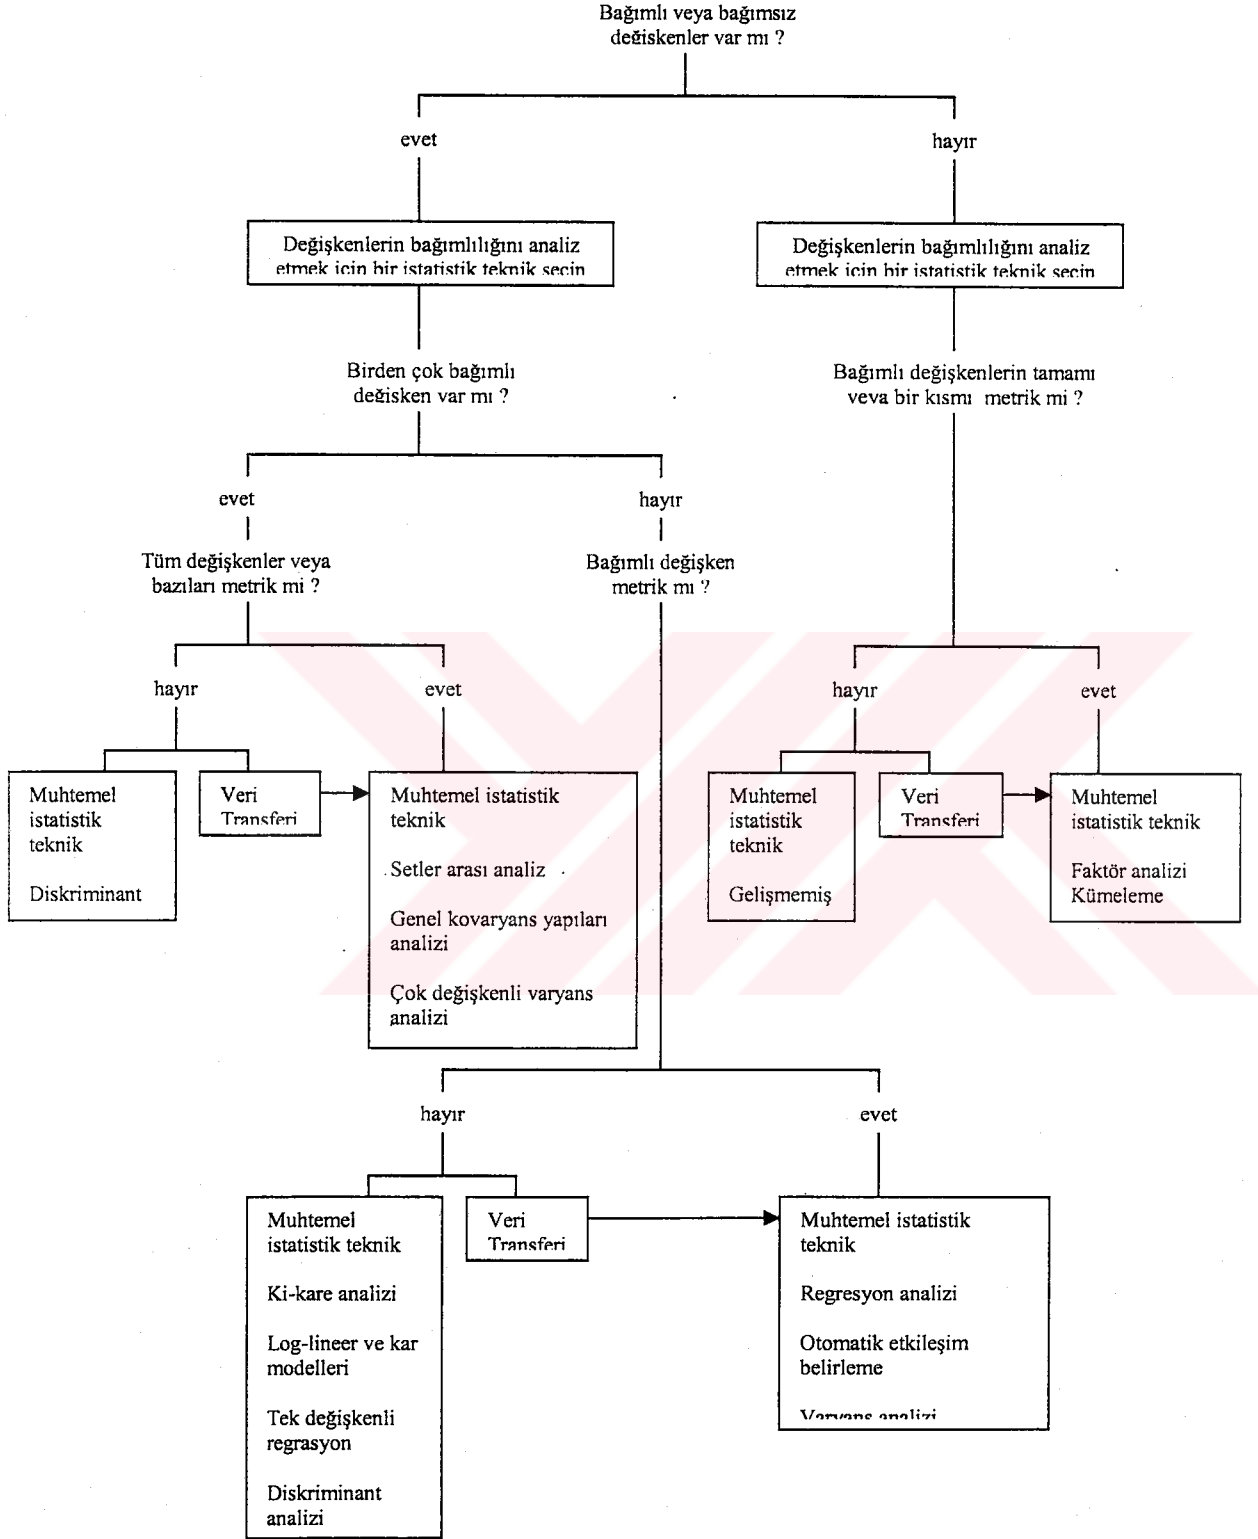 Bağımlı veya bağımsız
değişkenler var mı ?
evet
hayır
Değişkenlerin bağımlılığını analiz
etmek için bir istatistik teknik seçin
Değişkenlerin bağımlılığını analiz
etmek için bir istatistik teknik seçin
Birden çok bağımlı
değişken var mı ?
Bağımlı değişkenlerin tamamı
veya bir kısmı metrik mi ?
evet
hayır
Tüm değişkenler veya
bazıları metrik mi ?
Bağımlı değişken
metrik mı ?
hayır
evet
hayır
evet
Muhtemel
istatistik
teknik
Diskriminant
Veri
Transferi
Muhtemel istatistik
teknik
Setler arası analiz
Genel kovaryans yapıları
analizi
Çok değişkenli varyans
analizi
Muhtemel
istatistik
teknik
Gelişmemiş
Veri
Transferi
Muhtemel
istatistik teknik
Faktör analizi
Kümeleme
hayır
evet
Muhtemel
istatistik teknik
Ki-kare analizi
Log-lineer ve kar
modelleri
Tek değişkenli
regrasyon
Diskriminant
analizi
Veri
Transferi
Muhtemel istatistik
teknik
Regresyon analizi
Otomatik etkileşim
belirleme
Varyans analizi